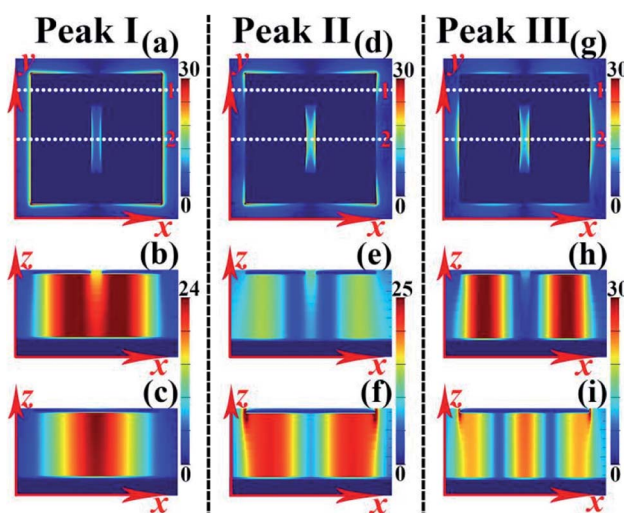 Peak I (a) Peak II (d) Peak III (g)
y 30 y 30 y 30
1 1 1
2 2 2
0 0 0
x x x
z (b) z (e) z (h)
24 25 30
x x x
z (c) z (f) z (i)
0 0 0
x x x